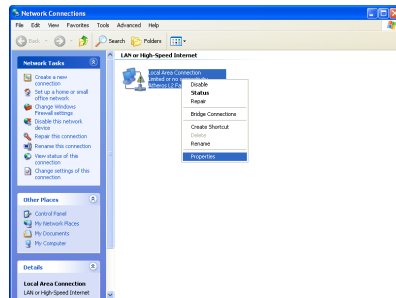 Network Connections
File Edit View Favorites Tools Advanced Help
Back Search Folders
Network Tasks
Create a new
connection
Set up a home or small
office network
Change Windows
Firewall settings
Disable this network
device
Repair this connection
Rename this connection
View status of this
connection
Change settings of this
connection
Other Places
Control Panel
My Network Places
My Documents
My Computer
Details
Local Area Connection
LAN or High-Speed Internet
LAN or High-Speed Internet
Local Area Connection
Limited or no
Atheros L2 Fa
Disable
Status
Repair
Bridge Connections
Create Shortcut
Delete
Rename
Properties